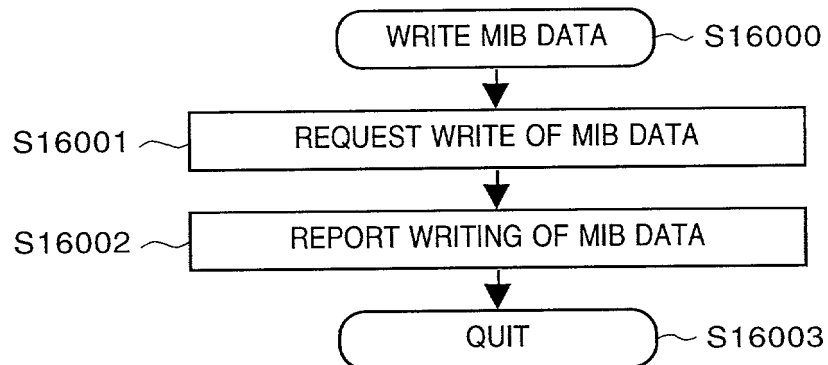 WRITE MIB DATA S16000
S16001 REQUEST WRITE OF MIB DATA
S16002 REPORT WRITING OF MIB DATA
QUIT S16003